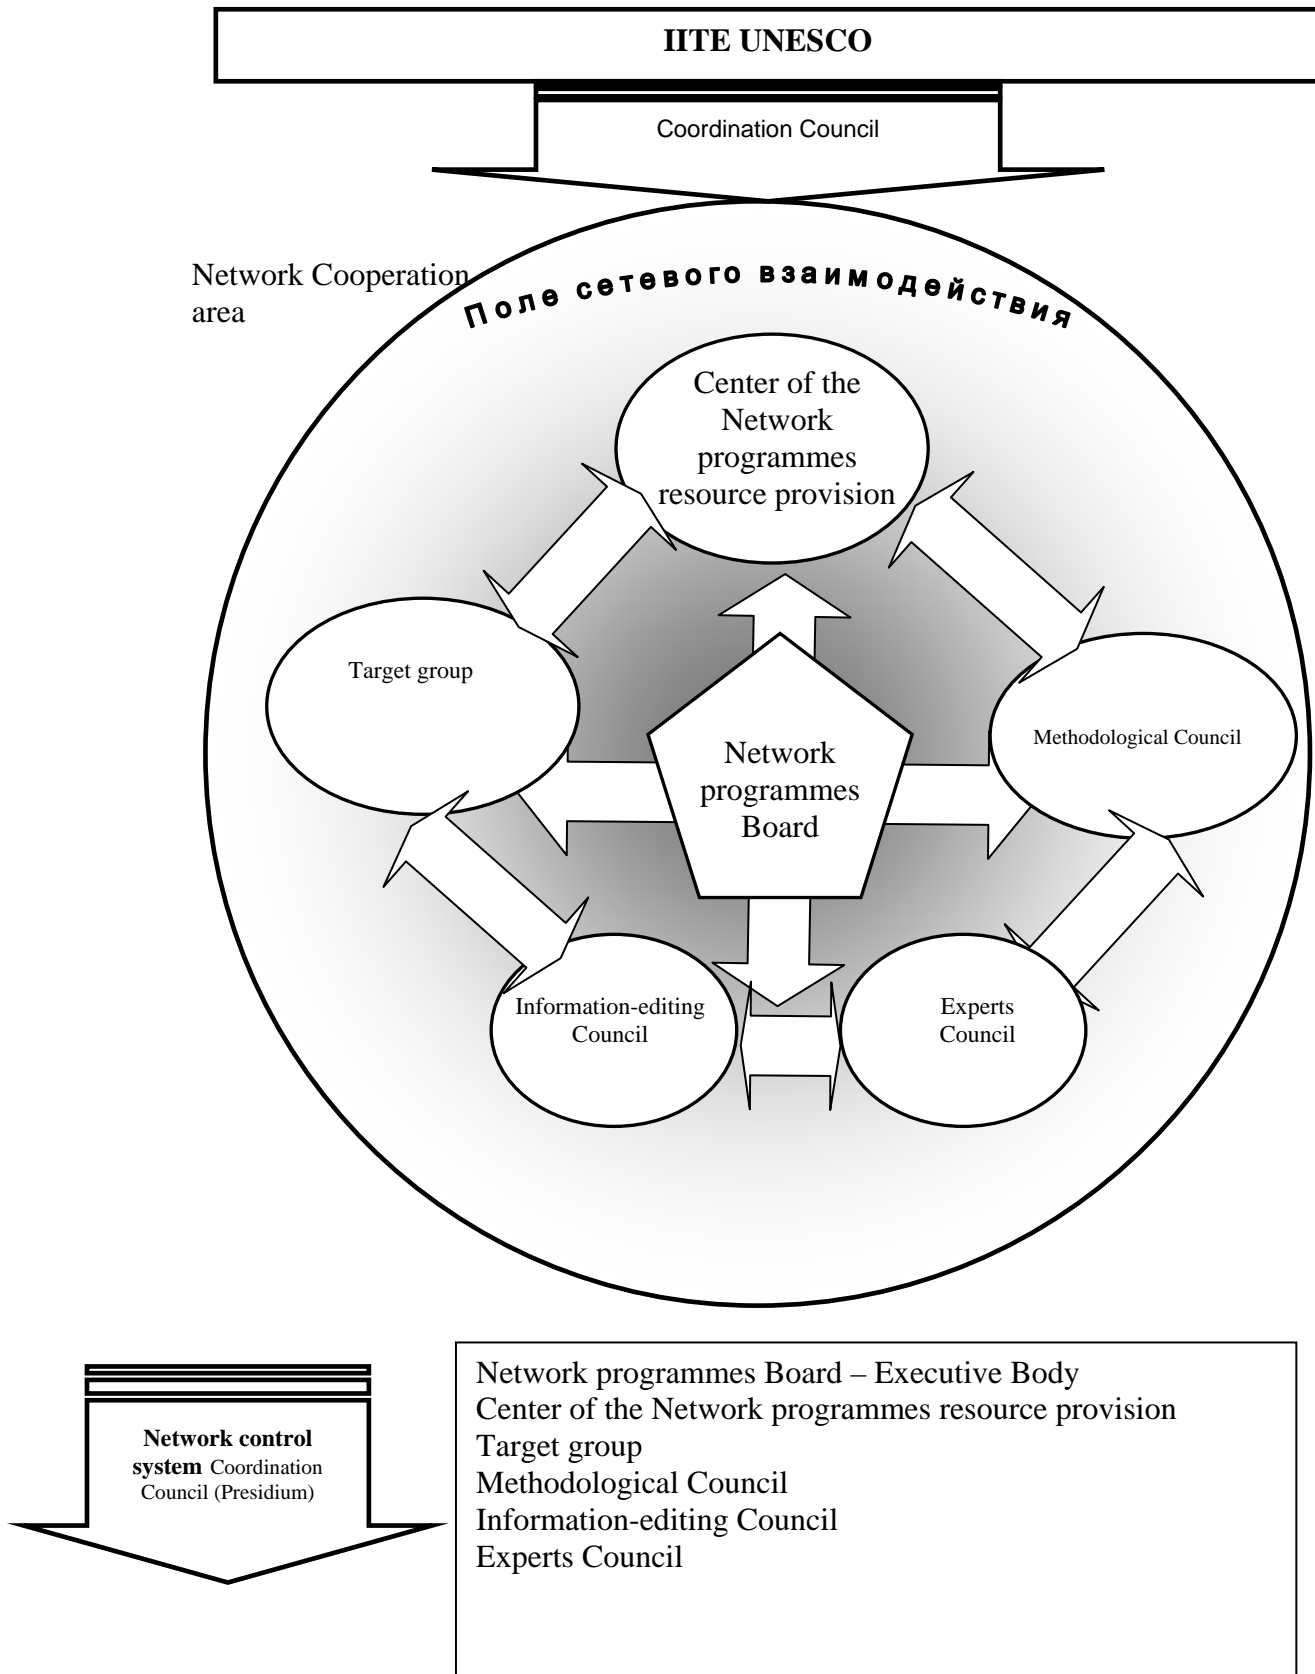 IITE UNESCO
Coordination Council
Network Cooperation
area
Поле сетевого взаимодействия
Center of the
Network
programmes
resource provision
Target group
Methodological Council
Network
programmes
Board
Information-editing
Council
Experts
Council
Network control
system Coordination
Council (Presidium)
Network programmes Board – Executive Body
Center of the Network programmes resource provision
Target group
Methodological Council
Information-editing Council
Experts Council